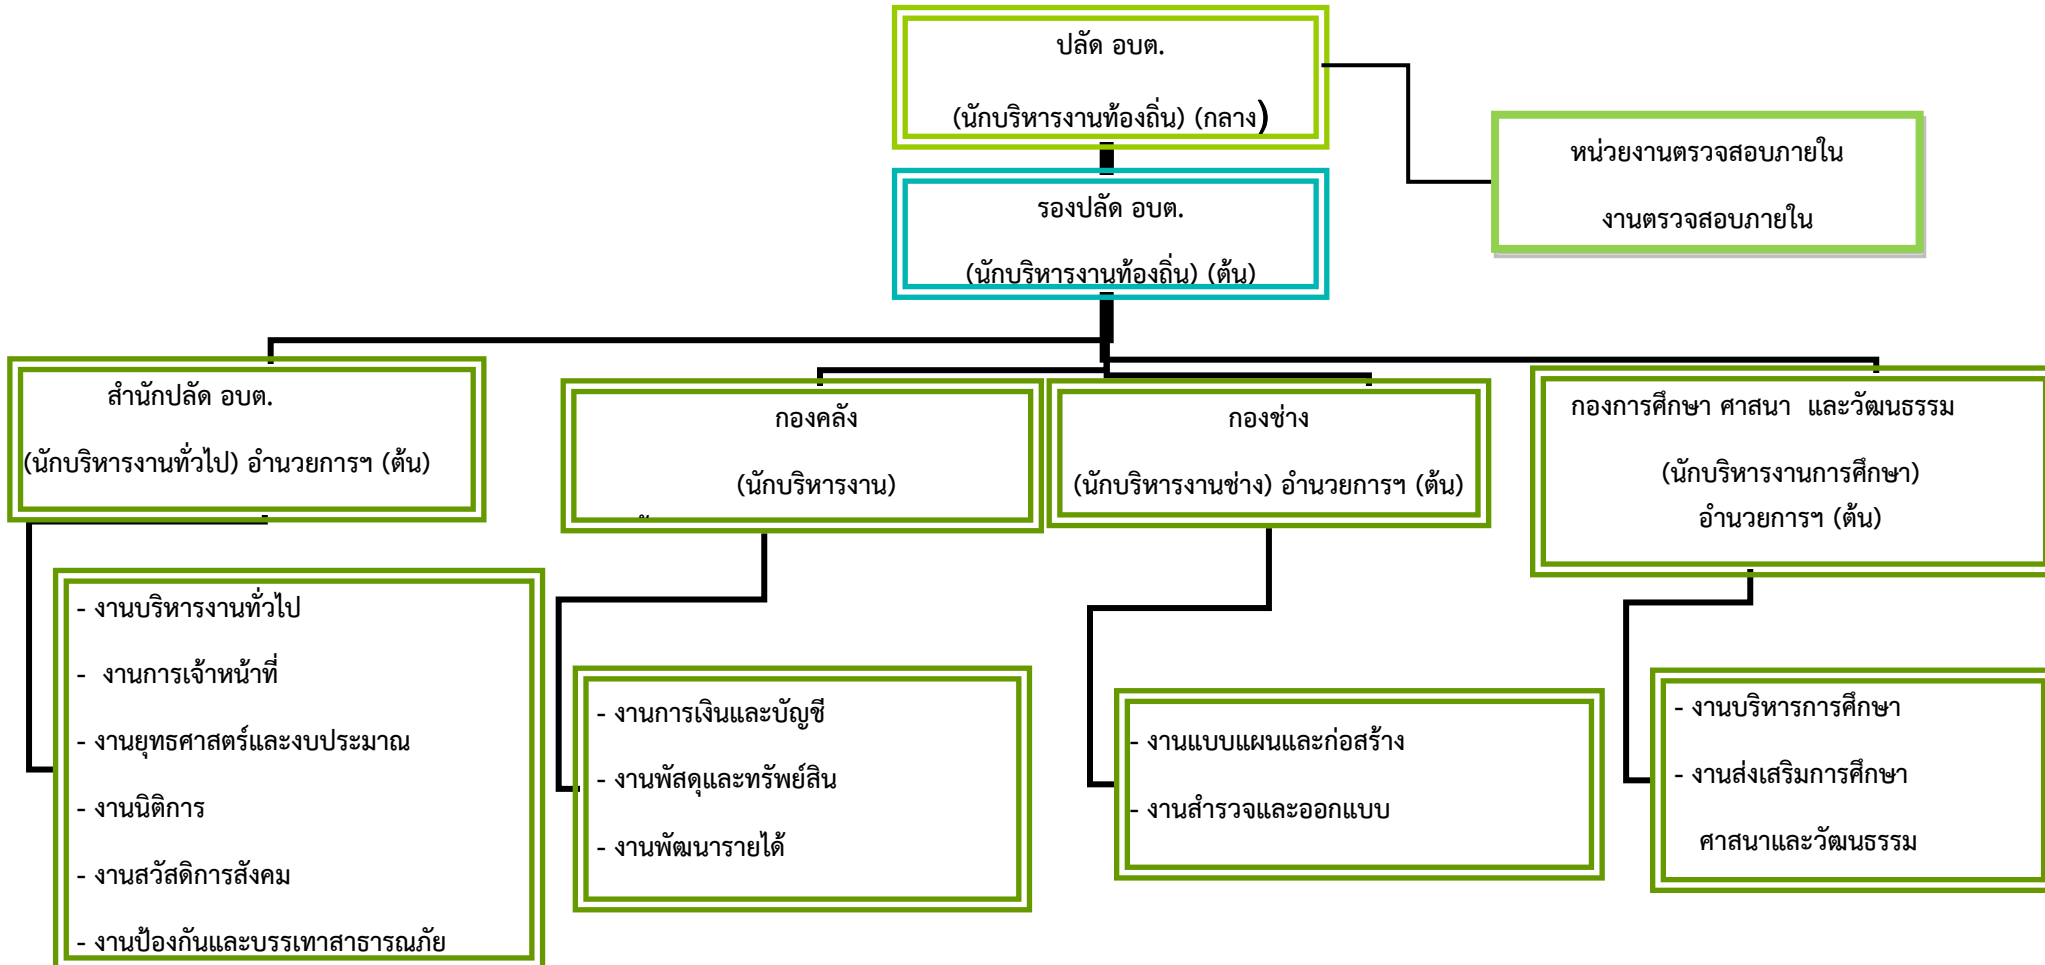 ปลัด อบต.
(นักบริหารงานท้องถิ่น) (กลาง)
หน่วยงานตรวจสอบภายใน
งานตรวจสอบภายใน
รองปลัด อบต.
(นักบริหารงานท้องถิ่น) (ต้น)
สำนักปลัด อบต.
(นักบริหารงานทั่วไป) อำนวยการฯ (ต้น)
กองคลัง
(นักบริหารงาน)
กองช่าง
(นักบริหารงานช่าง) อำนวยการฯ (ต้น)
กองการศึกษา ศาสนา และวัฒนธรรม
(นักบริหารงานการศึกษา)
อำนวยการฯ (ต้น)
- งานบริหารงานทั่วไป
- งานการเจ้าหน้าที่
- งานยุทธศาสตร์และงบประมาณ
- งานนิติการ
- งานสวัสดิการสังคม
- งานป้องกันและบรรเทาสาธารณภัย
- งานการเงินและบัญชี
- งานพัสดุและทรัพย์สิน
- งานพัฒนารายได้
- งานแบบแผนและก่อสร้าง
- งานสำรวจและออกแบบ
- งานบริหารการศึกษา
- งานส่งเสริมการศึกษา
ศาสนาและวัฒนธรรม